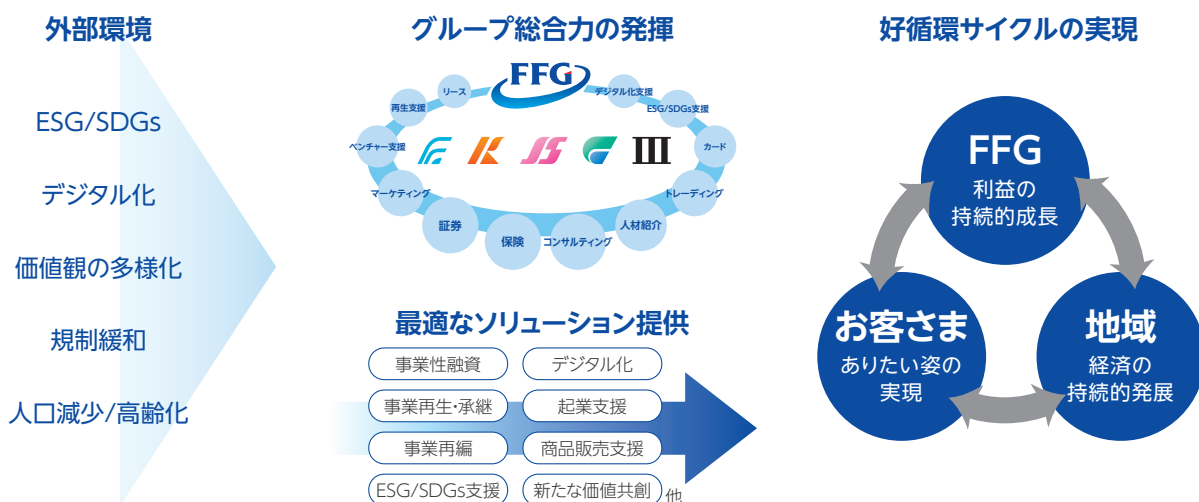 外部環境
ESG/SDGs
デジタル化
価値観の多様化
規制緩和
人口減少/高齢化
グループ総合力の発揮
FFG
リース
デジタル化支援
再生支援
ESG/SDGs支援
ベンチャー支援
カード
マーケティング
トレーディング
証券
人材紹介
保険
コンサルティング
最適なソリューション提供
事業性融資
デジタル化
事業再生・承継
起業支援
事業再編
商品販売支援
ESG/SDGs支援
新たな価値共創
他
好循環サイクルの実現
FFG
利益の
持続的成長
お客さま
ありたい姿の
実現
地域
経済の
持続的発展